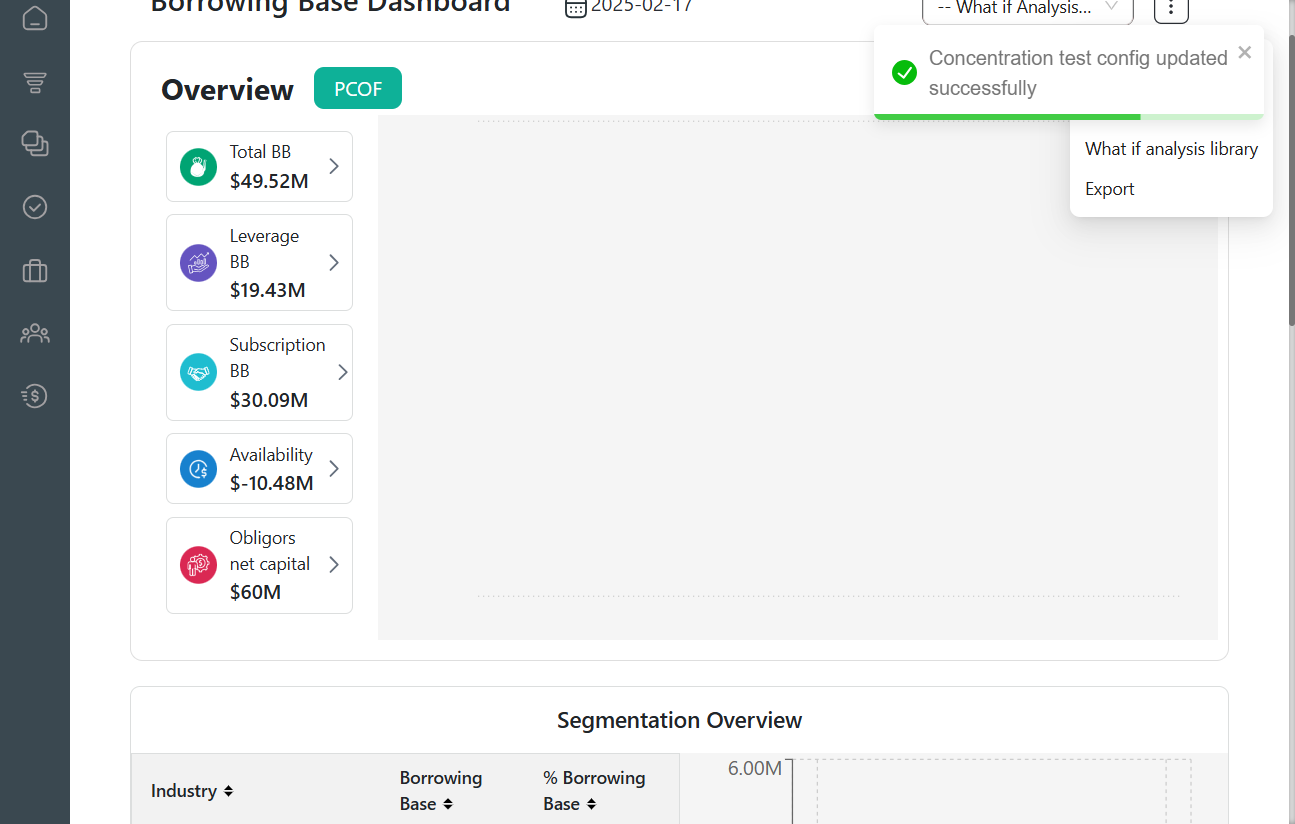 Borrowing Base Dashboard
2025-02-17
-- What if Analysis...
Concentration test config updated
successfully
Overview
PCOF
What if analysis library
Export
Total BB
$49.52M
Leverage
BB
$19.43M
Subscription
BB
$30.09M
Availability
$-10.48M
Obligors
net capital
$60M
Segmentation Overview
Industry
Borrowing
Base
% Borrowing
Base
6.00M